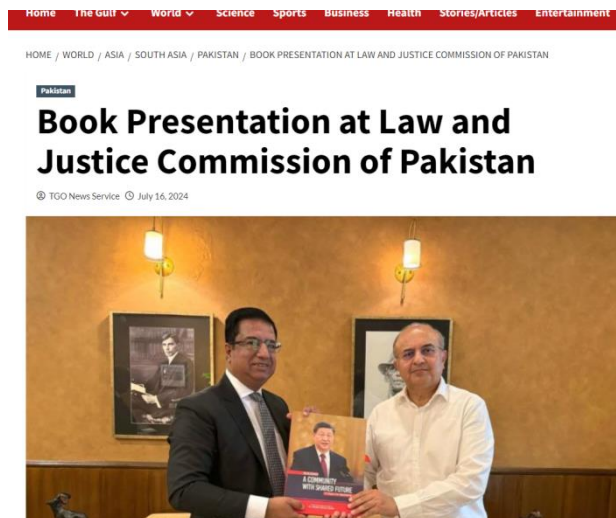 Home The Gulf World Science Sports Business Health Stories/Articles Entertainment
HOME / WORLD / ASIA / SOUTH ASIA / PAKISTAN / BOOK PRESENTATION AT LAW AND JUSTICE COMMISSION OF PAKISTAN
Pakistan
Book Presentation at Law and
Justice Commission of Pakistan
TGO News Service July 16, 2024
A COMMUNITY
WITH SHARED FUTURE